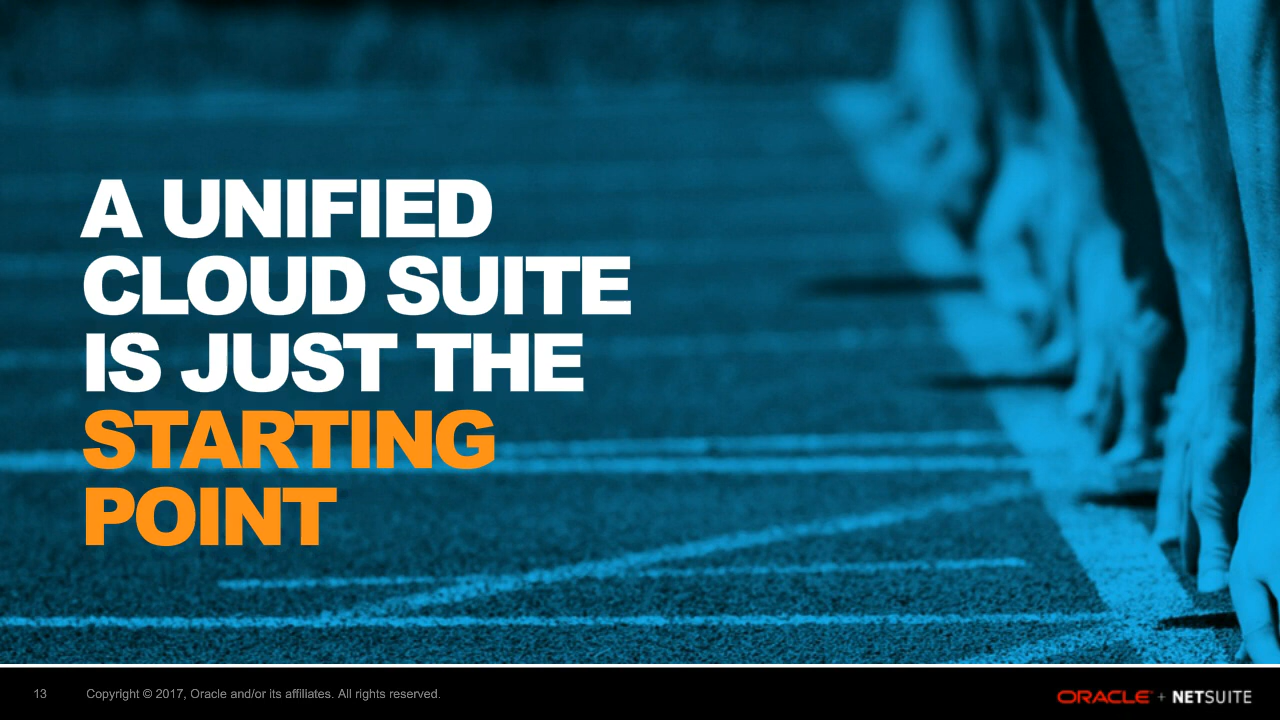 A UNIFIED
CLOUD SUITE
IS JUST THE
STARTING
POINT
13 Copyright © 2017, Oracle and/or its affiliates. All rights reserved.
ORACLE + NETSUITE